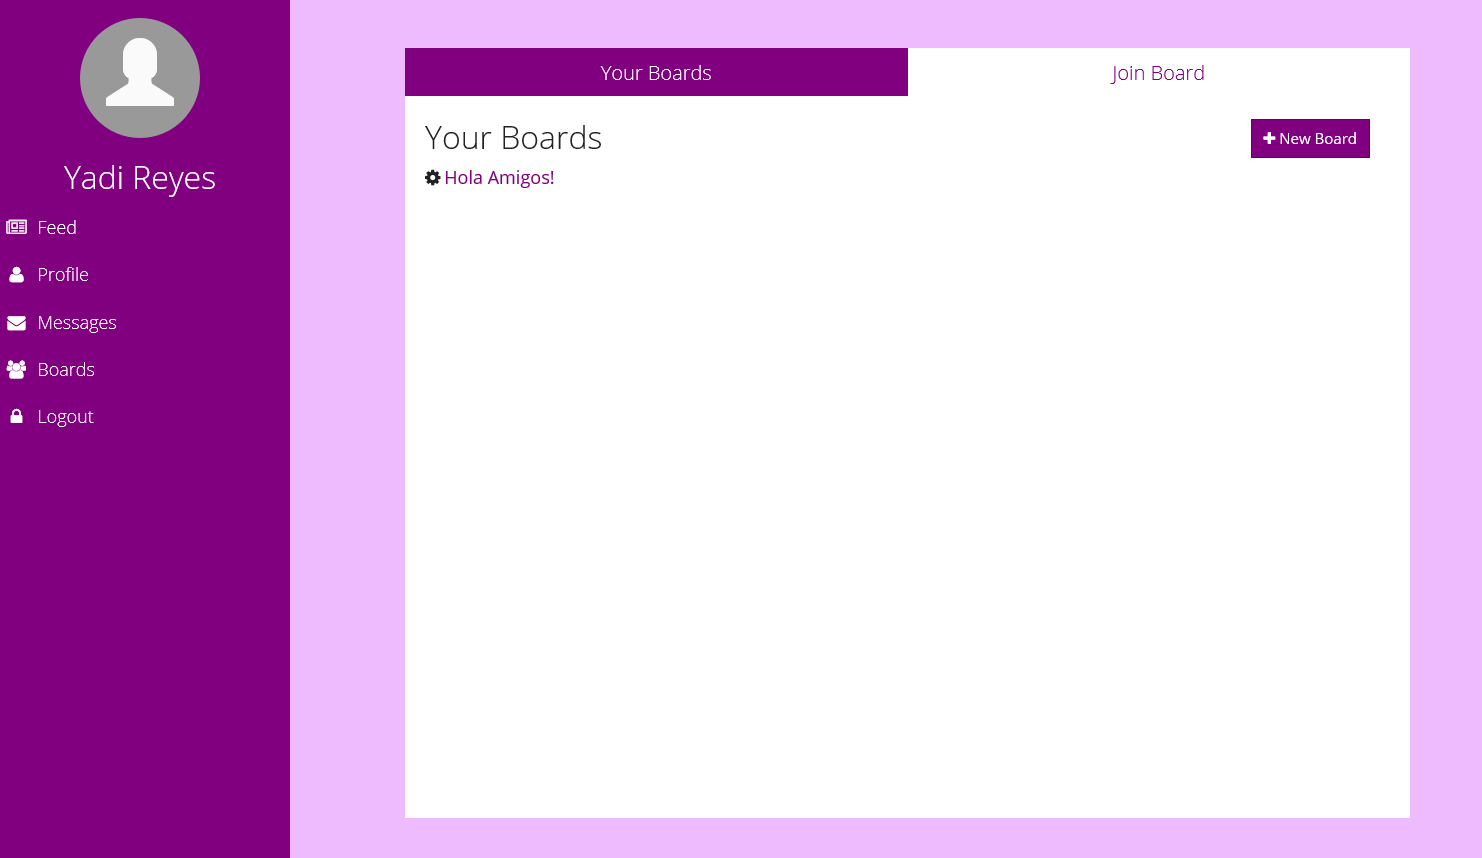 Yadi Reyes
Feed
Profile
Messages
Boards
Logout
Your Boards
Join Board
Your Boards
New Board
Hola Amigos!